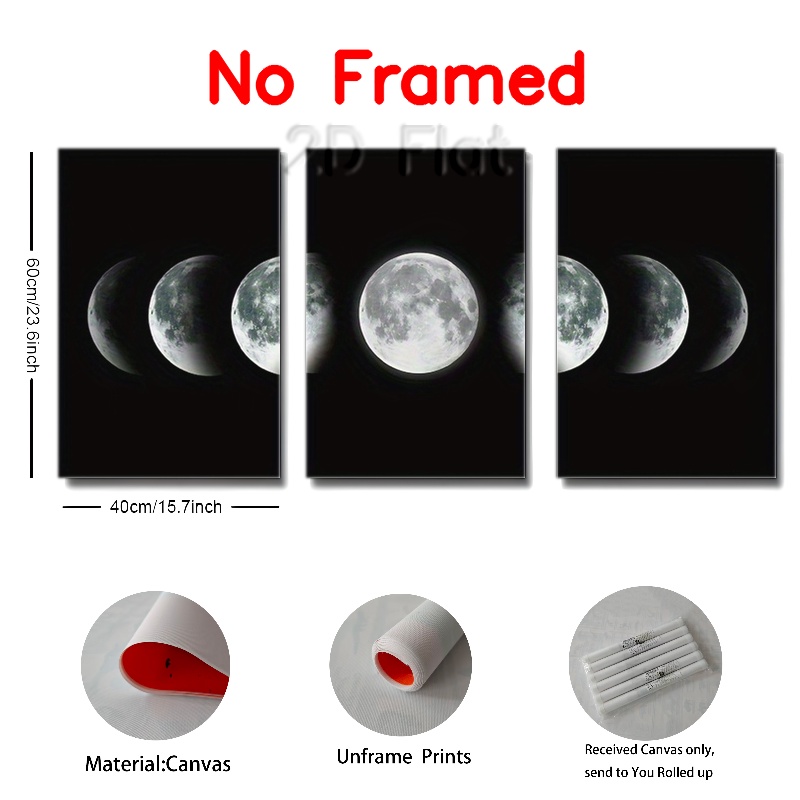 No Framed
2D Flat
60cm/23.6inch
40cm/15.7inch
Material:Canvas
Unframe Prints
Received Canvas only,
send to You Rolled up